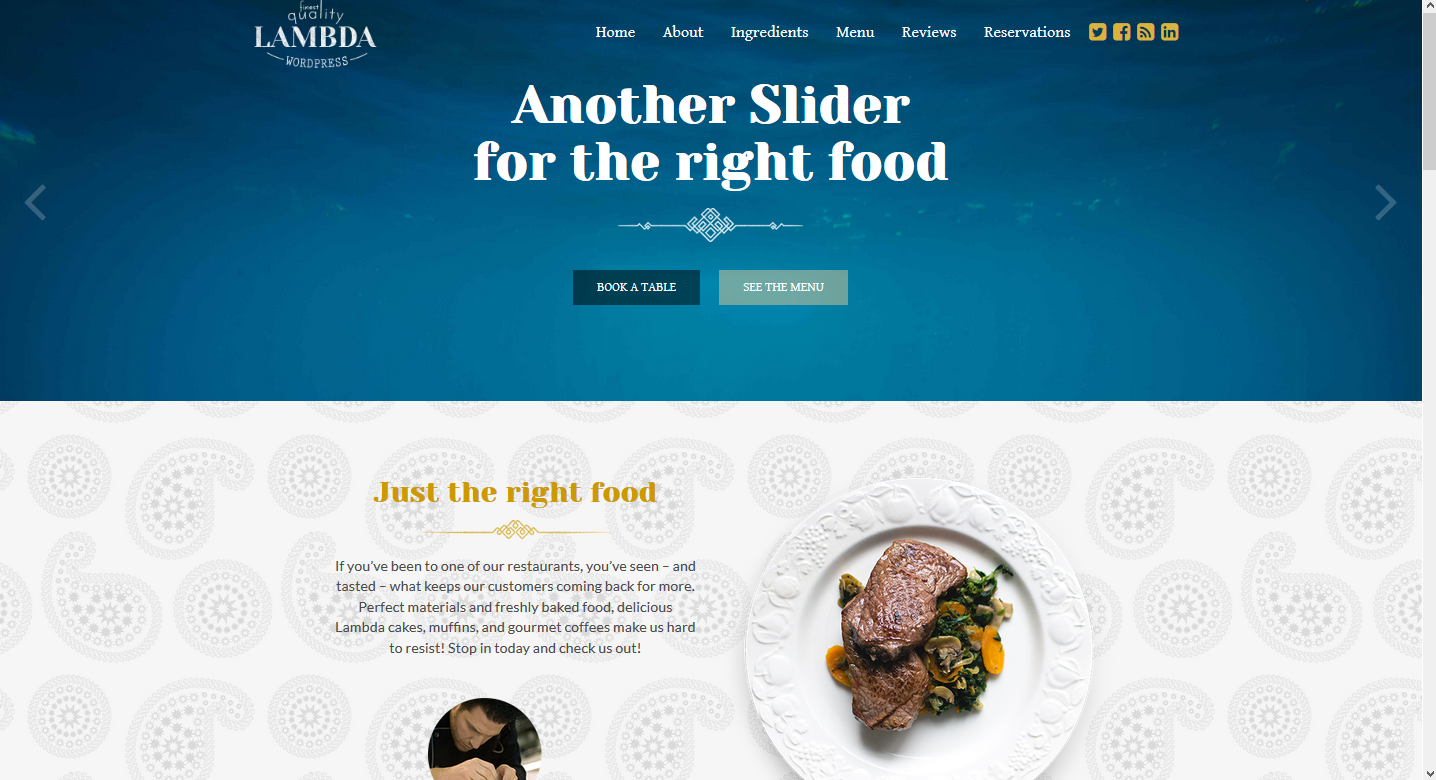 finest
quality
LAMBDA
WORDPRESS
Home About Ingredients Menu Reviews Reservations
Another Slider
for the right food
BOOK A TABLE SEE THE MENU
Just the right food
If you’ve been to one of our restaurants, you’ve seen – and
tasted – what keeps our customers coming back for more.
Perfect materials and freshly baked food, delicious
Lambda cakes, muffins, and gourmet coffees make us hard
to resist! Stop in today and check us out!